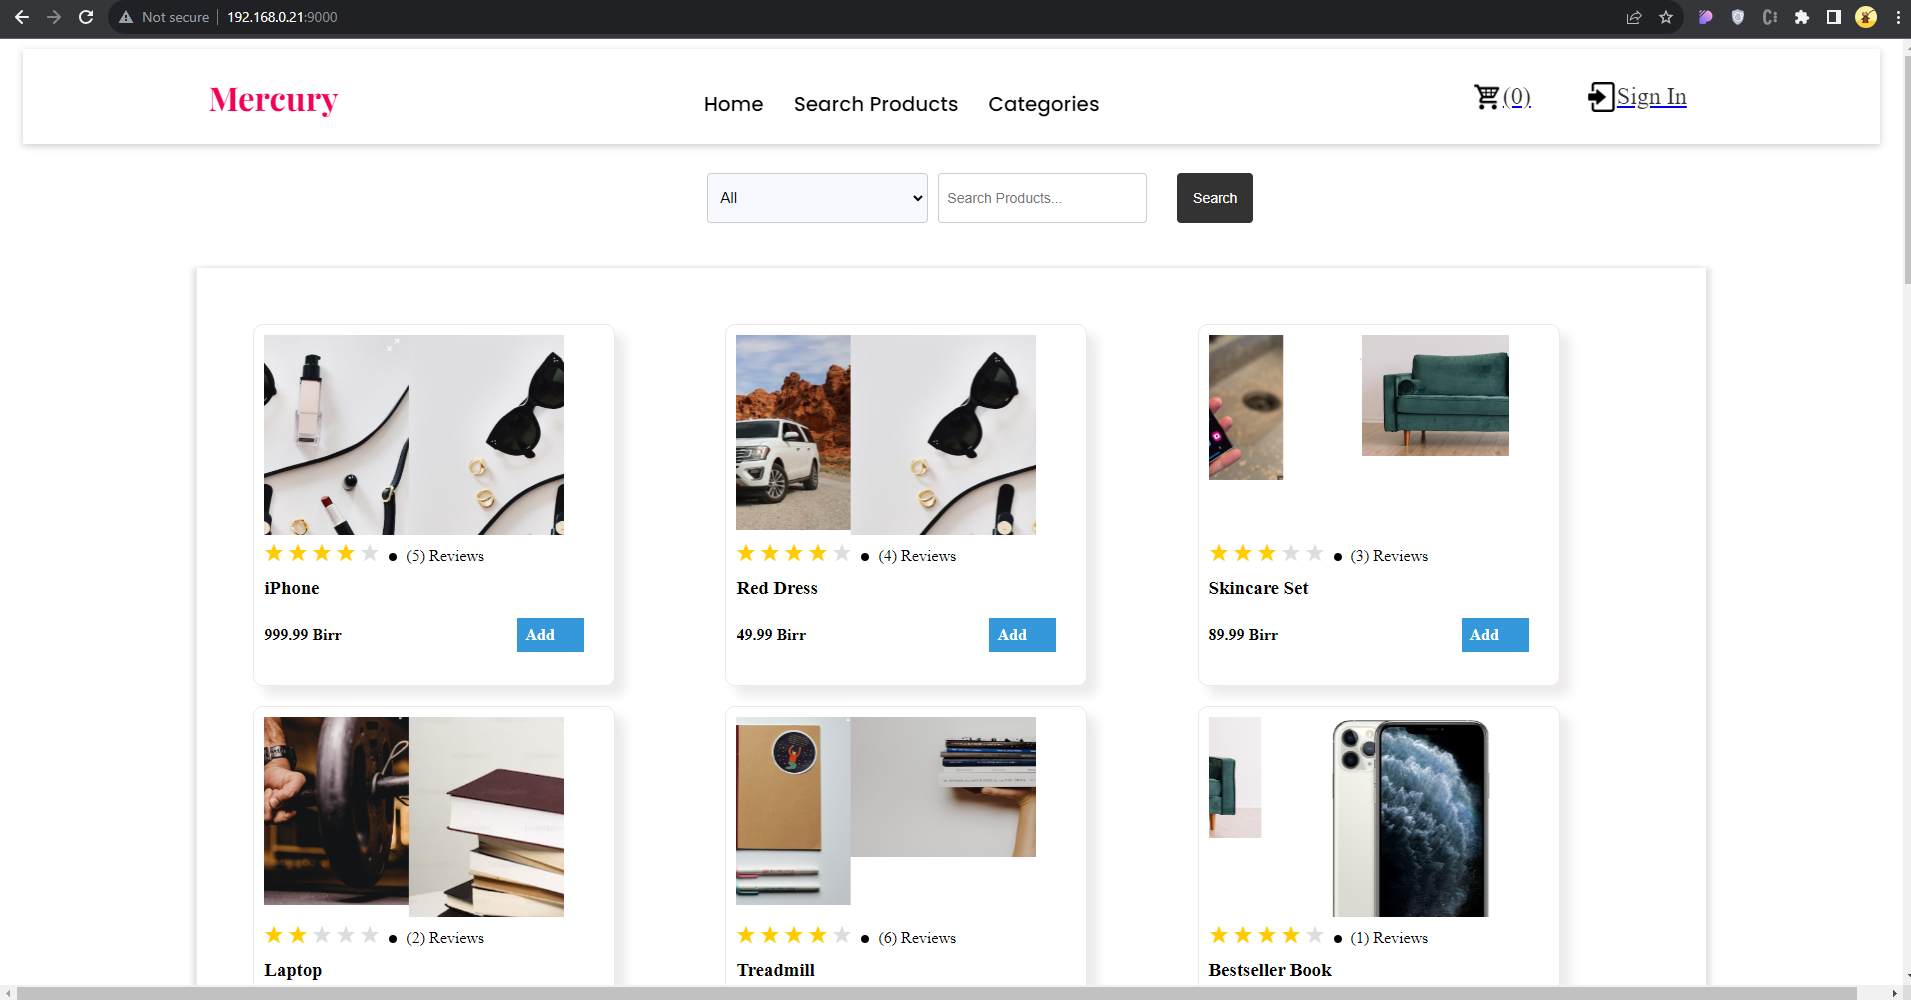 Not secure 192.168.0.21:9000
Mercury
Home Search Products Categories
(0) Sign In
All Search Products... Search
(5) Reviews (4) Reviews (3) Reviews
iPhone Red Dress Skincare Set
999.99 Birr Add 49.99 Birr Add 89.99 Birr Add
(2) Reviews (6) Reviews (1) Reviews
Laptop Treadmill Bestseller Book